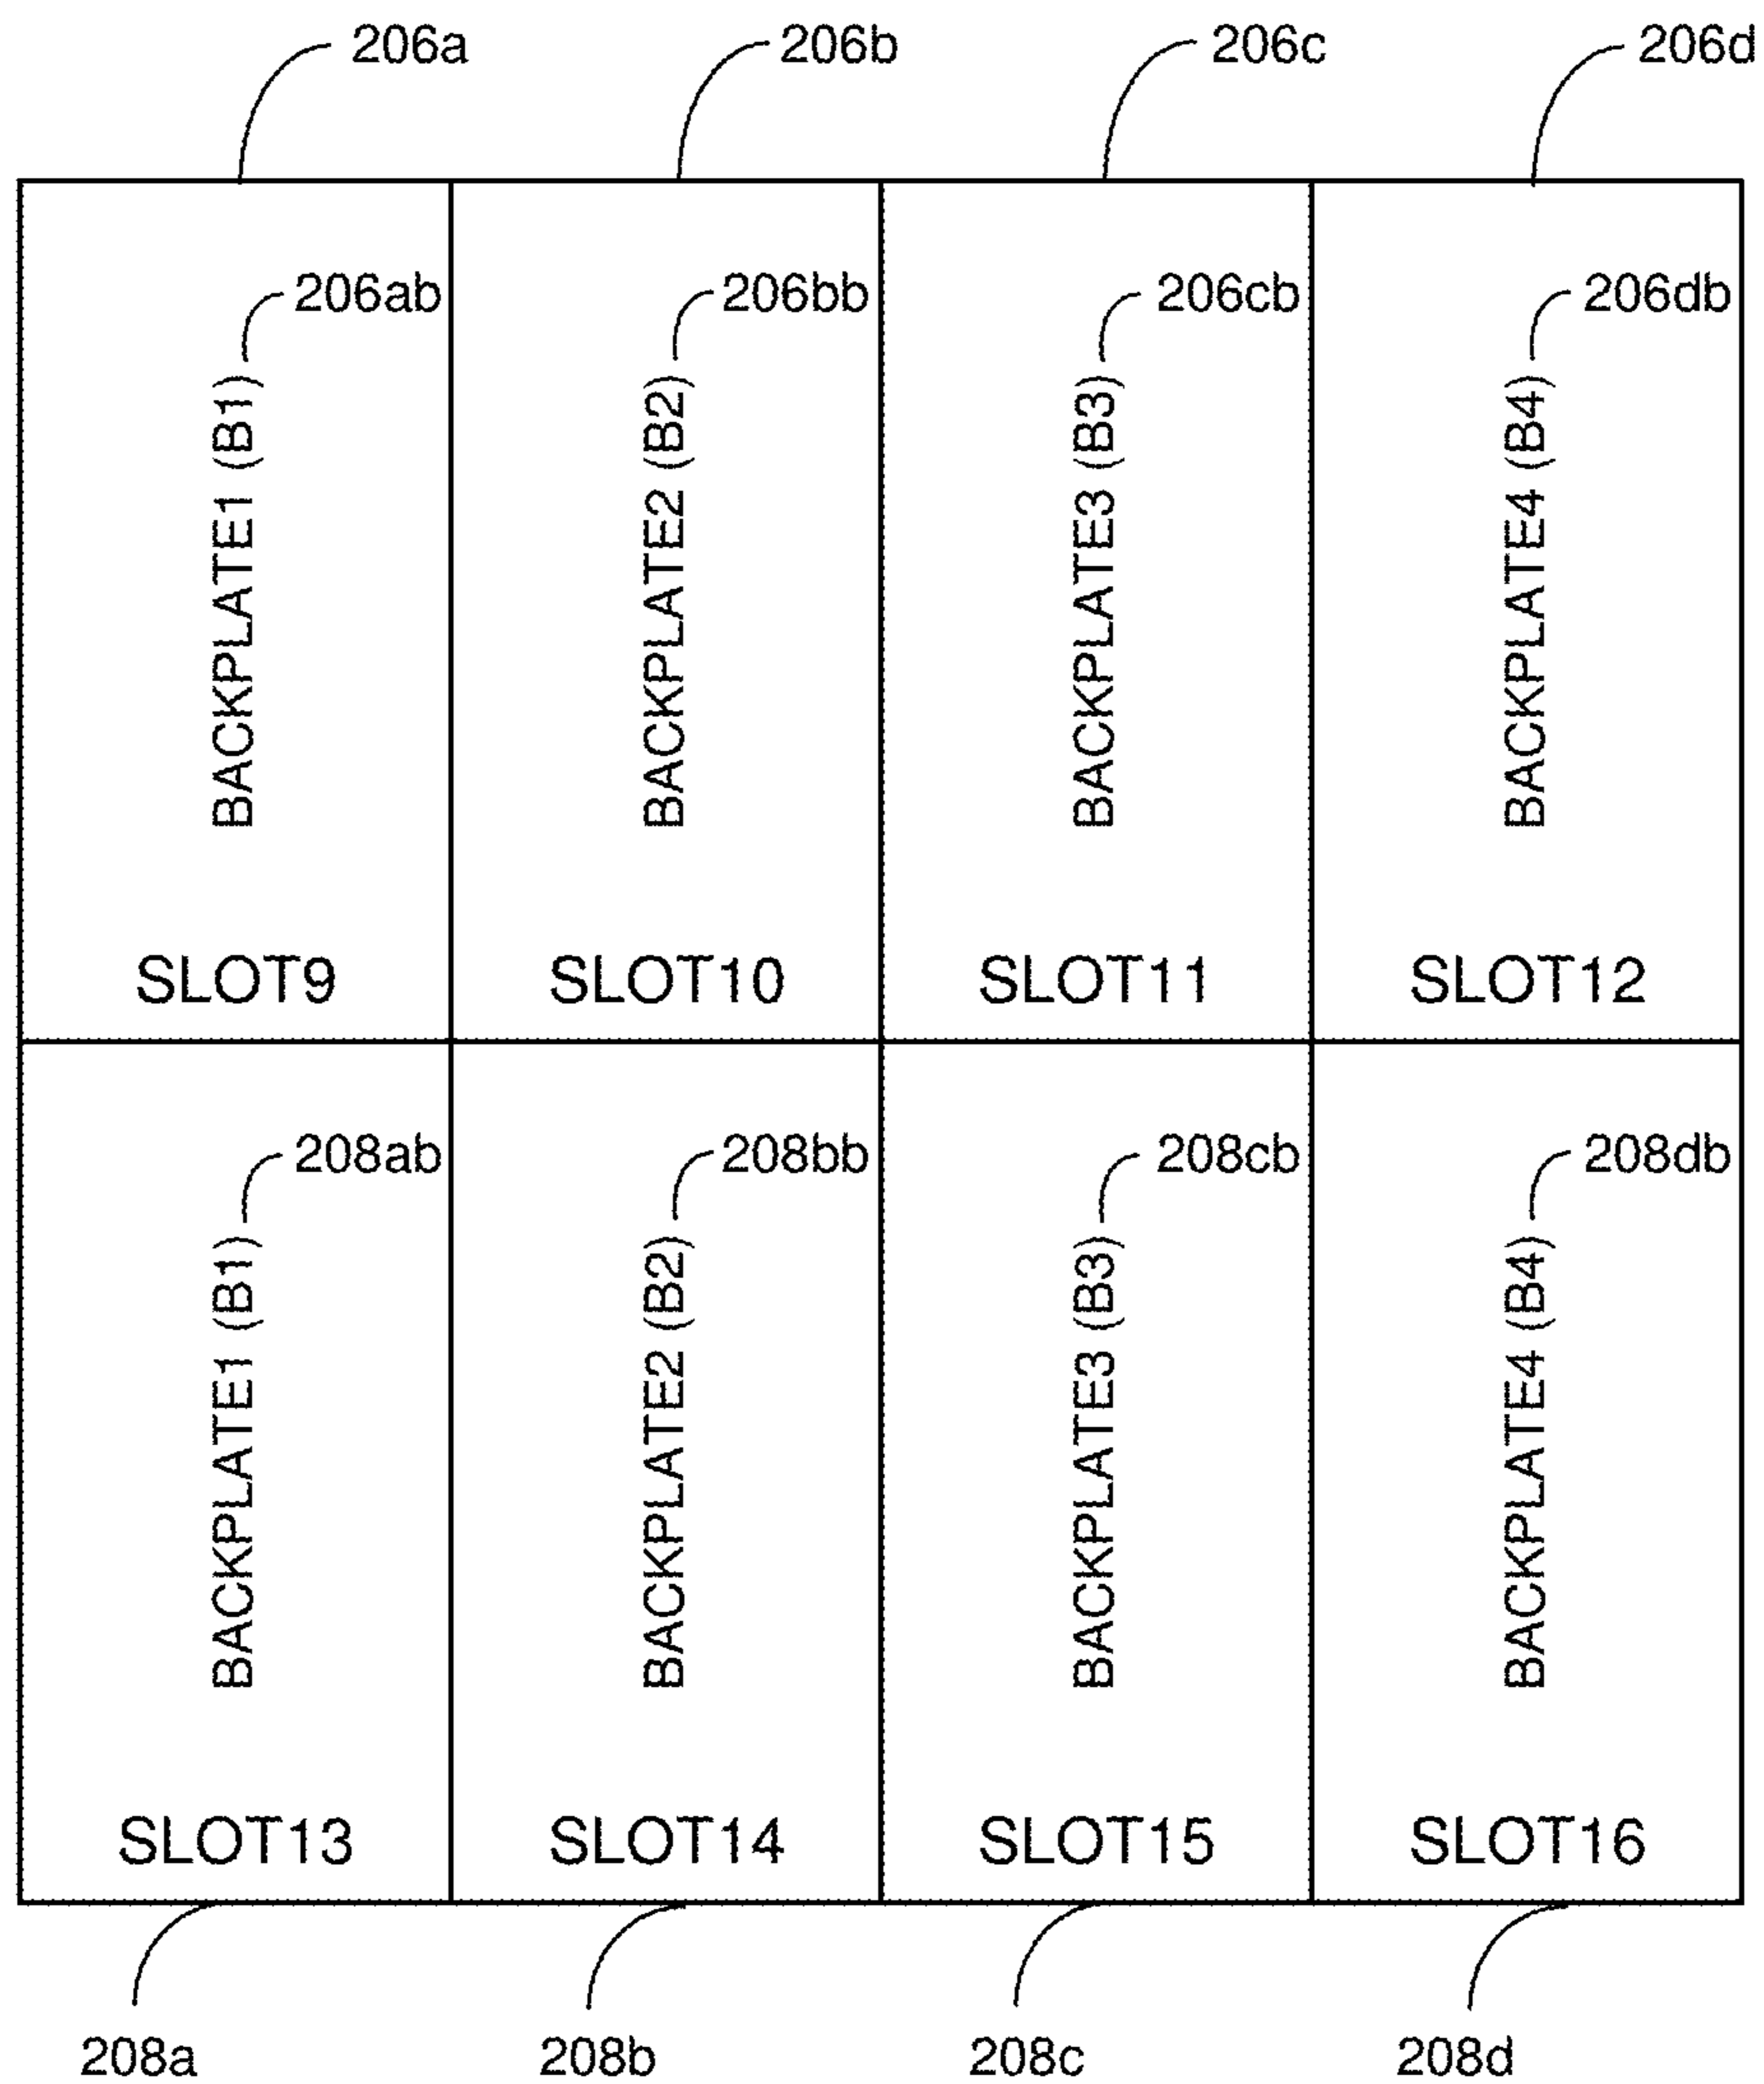 206a 206b 206c 206d
206ab 206bb 206cb 206db
BACKPLATE1 (B1) BACKPLATE2 (B2) BACKPLATE3 (B3) BACKPLATE4 (B4)
SLOT9 SLOT10 SLOT11 SLOT12
208ab 208bb 208cb 208db
BACKPLATE1 (B1) BACKPLATE2 (B2) BACKPLATE3 (B3) BACKPLATE4 (B4)
SLOT13 SLOT14 SLOT15 SLOT16
208a 208b 208c 208d